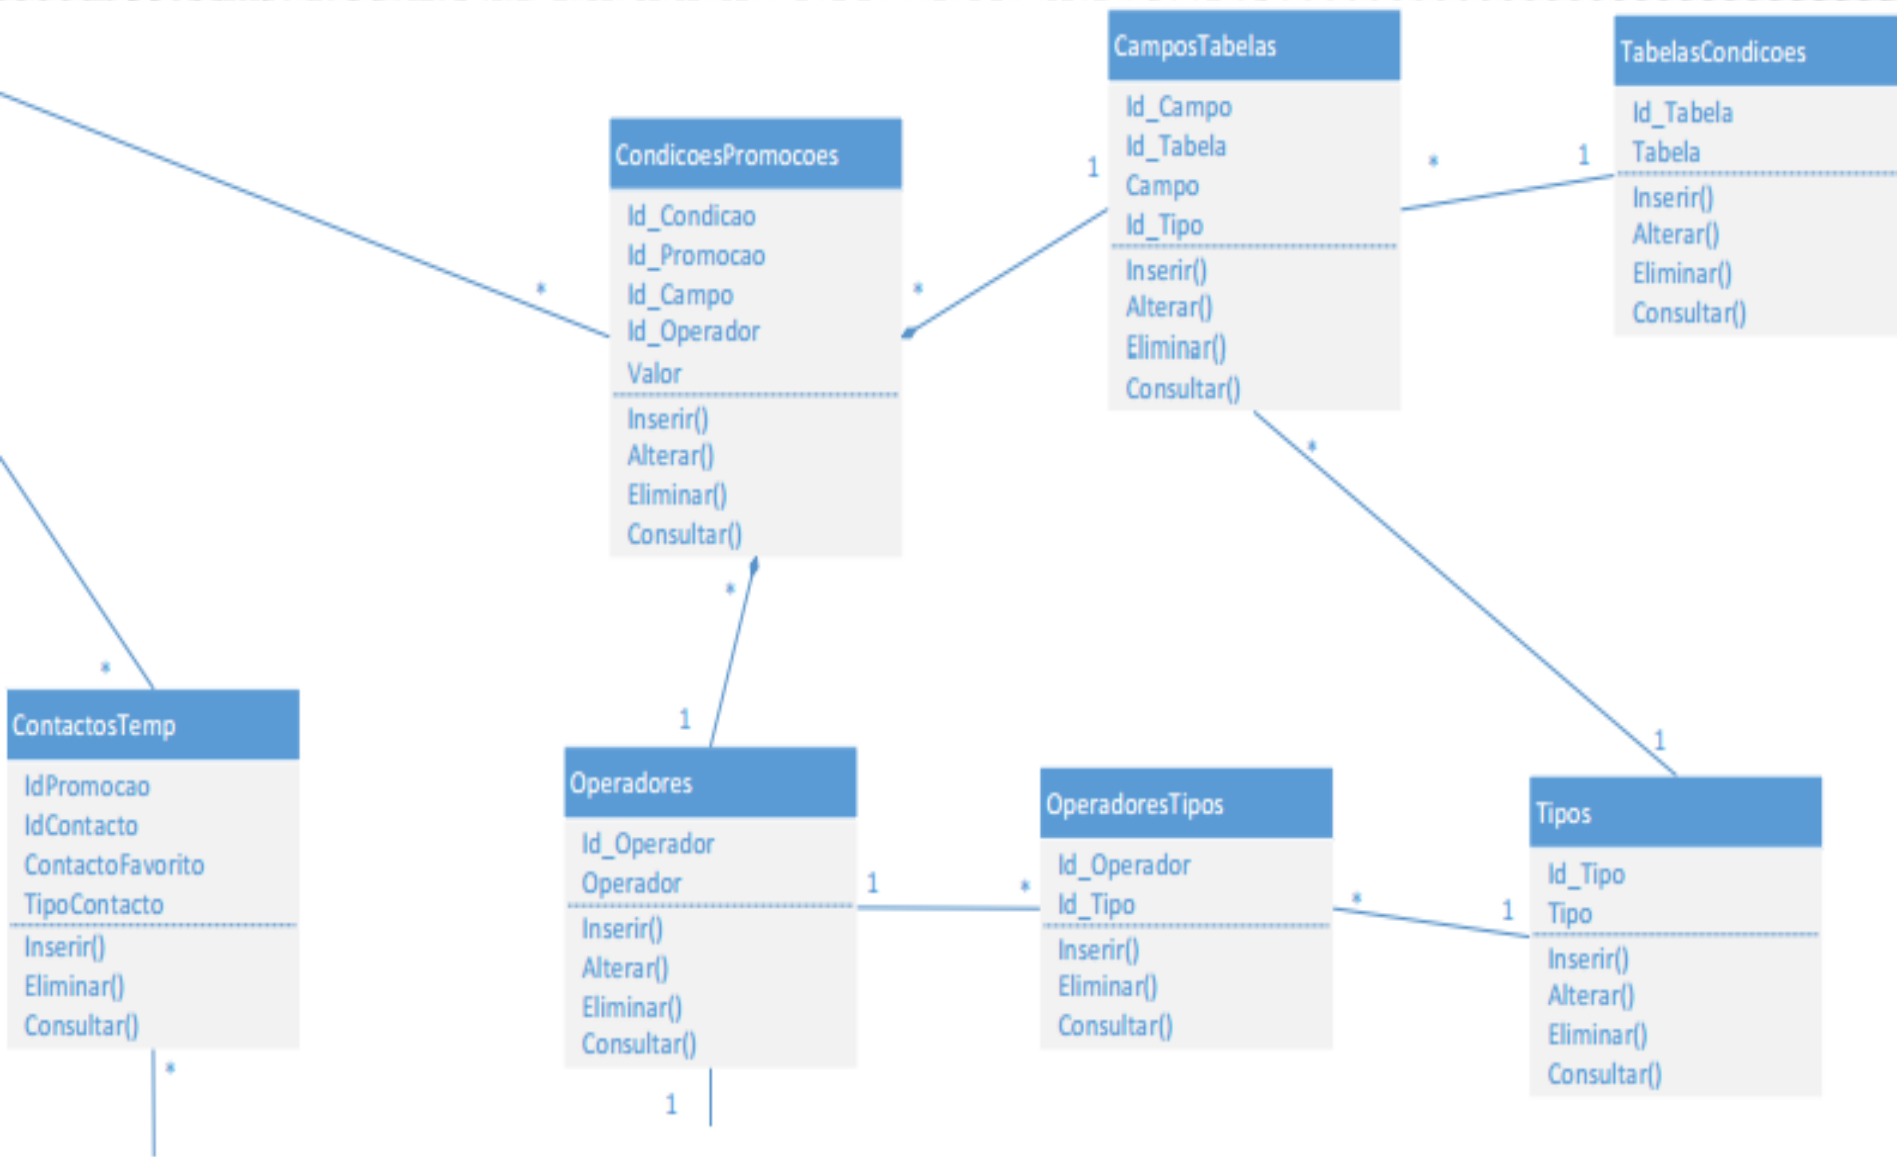 CamposTabelas
Id_Campo
Id_Tabela
Campo
Id_Tipo
Inserir()
Alterar()
Eliminar()
Consultar()
TabelasCondicoes
Id_Tabela
Tabela
Inserir()
Alterar()
Eliminar()
Consultar()
CondicoesPromocoes
Id_Condicao
Id_Promocao
Id_Campo
Id_Operador
Valor
Inserir()
Alterar()
Eliminar()
Consultar()
1
*
*
1
*
*
1
*
1
*
ContactosTemp
IdPromocao
IdContacto
ContactoFavorito
TipoContacto
Inserir()
Eliminar()
Consultar()
*
Operadores
Id_Operador
Operador
Inserir()
Alterar()
Eliminar()
Consultar()
1
1
*
OperadoresTipos
Id_Operador
Id_Tipo
Inserir()
Eliminar()
Consultar()
*
1
Tipos
Id_Tipo
Tipo
Inserir()
Alterar()
Eliminar()
Consultar()